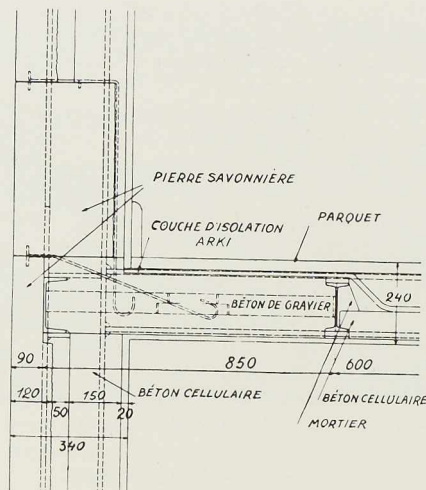 PIERRE SAVONNIÈRE
COUCHE D'ISOLATION
ARKI
PARQUET
BÉTON DE GRAVIER
240
90
850
600
120
50
150
20
BÉTON CELLULAIRE
BÉTON CELLULAIRE
MORTIER
340